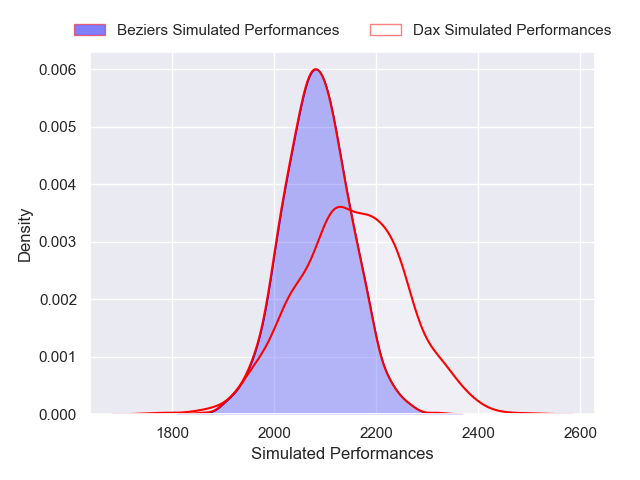 Beziers Simulated Performances Dax Simulated Performances
0.006
0.005
0.004
0.003
0.002
0.001
0.000
Density
1800 2000 2200 2400 2600
Simulated Performances